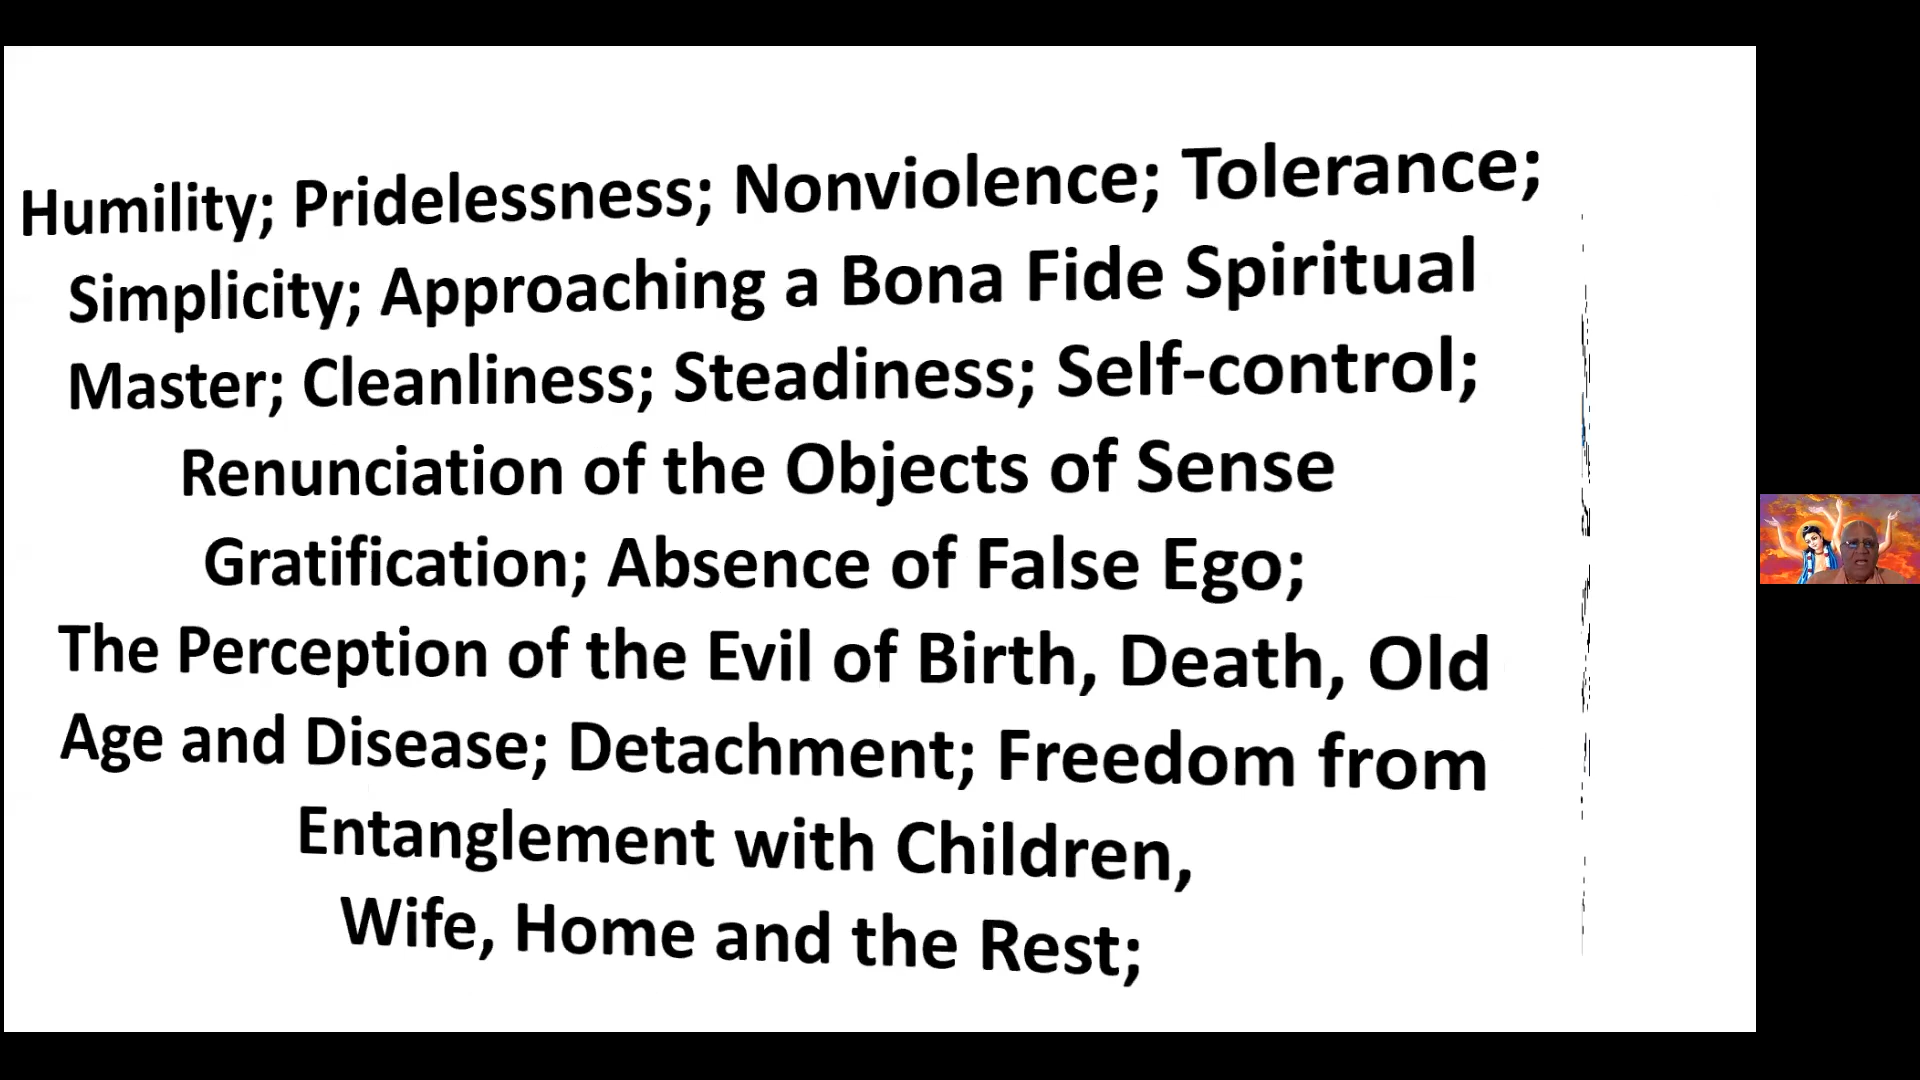 Humility; Pridelessness; Nonviolence; Tolerance;
Simplicity; Approaching a Bona Fide Spiritual
Master; Cleanliness; Steadiness; Self-control;
Renunciation of the Objects of Sense
Gratification; Absence of False Ego;
The Perception of the Evil of Birth, Death, Old
Age and Disease; Detachment; Freedom from
Entanglement with Children,
Wife, Home and the Rest;